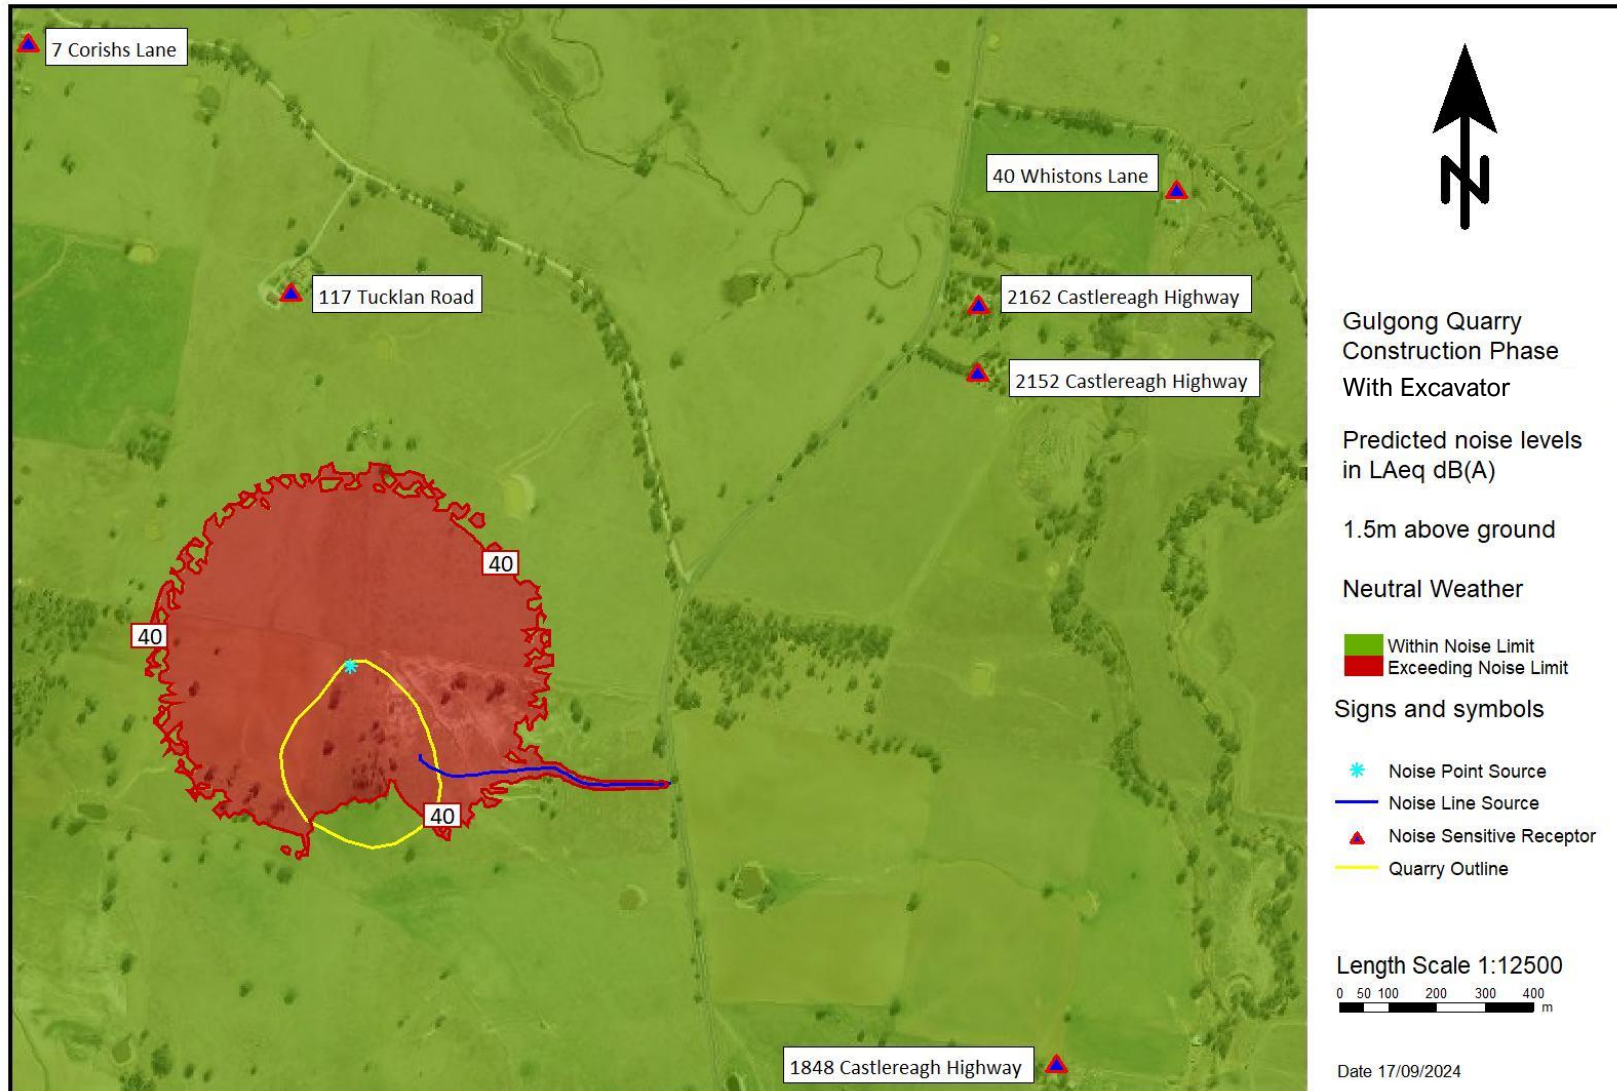 7 Corishs Lane
40 Whistons Lane
117 Tucklan Road
2162 Castlereagh Highway
2152 Castlereagh Highway
40
40
40
1848 Castlereagh Highway
N
Gulgong Quarry
Construction Phase
With Excavator
Predicted noise levels
in LAeq dB(A)
1.5m above ground
Neutral Weather
Within Noise Limit
Exceeding Noise Limit
Signs and symbols
Noise Point Source
Noise Line Source
Noise Sensitive Receptor
Quarry Outline
Length Scale 1:12500
0 50 100 200 300 400
m
Date 17/09/2024